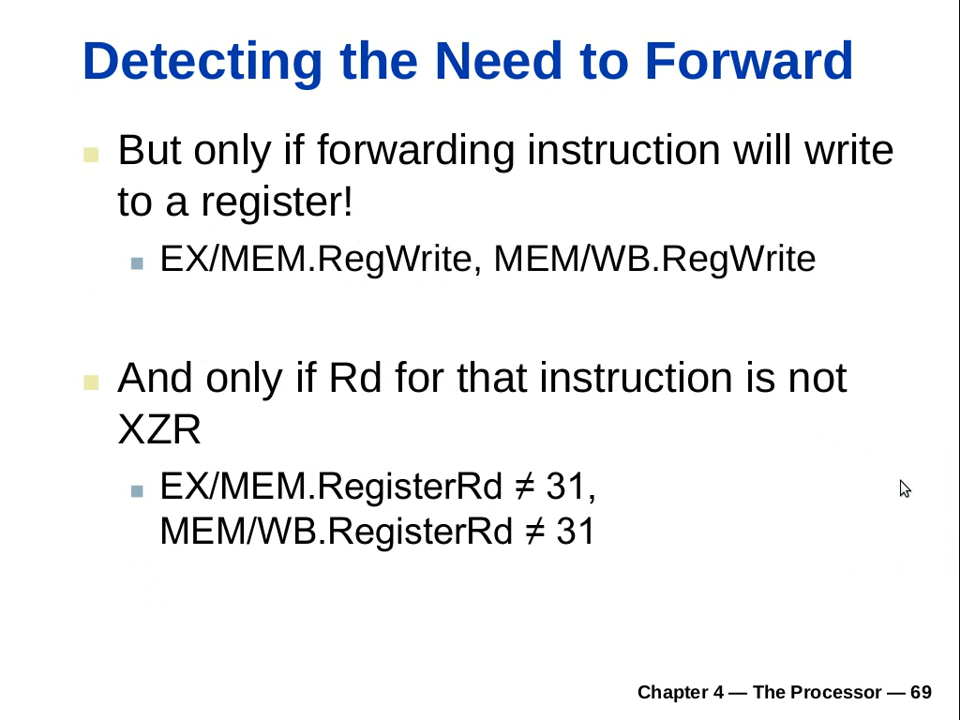 Detecting the Need to Forward
But only if forwarding instruction will write
to a register!
EX/MEM.RegWrite, MEM/WB.RegWrite
And only if Rd for that instruction is not
XZR
EX/MEM.RegisterRd ≠ 31,
MEM/WB.RegisterRd ≠ 31
Chapter 4 — The Processor — 69